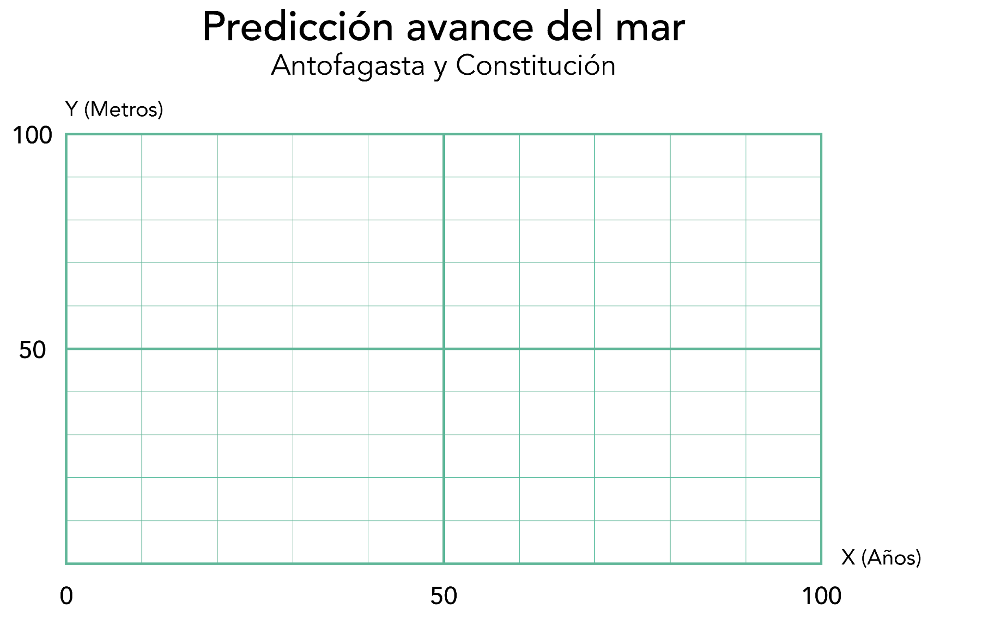 Predicción avance del mar
Antofagasta y Constitución
Y (Metros)
100
50
X (Años)
0
50
100